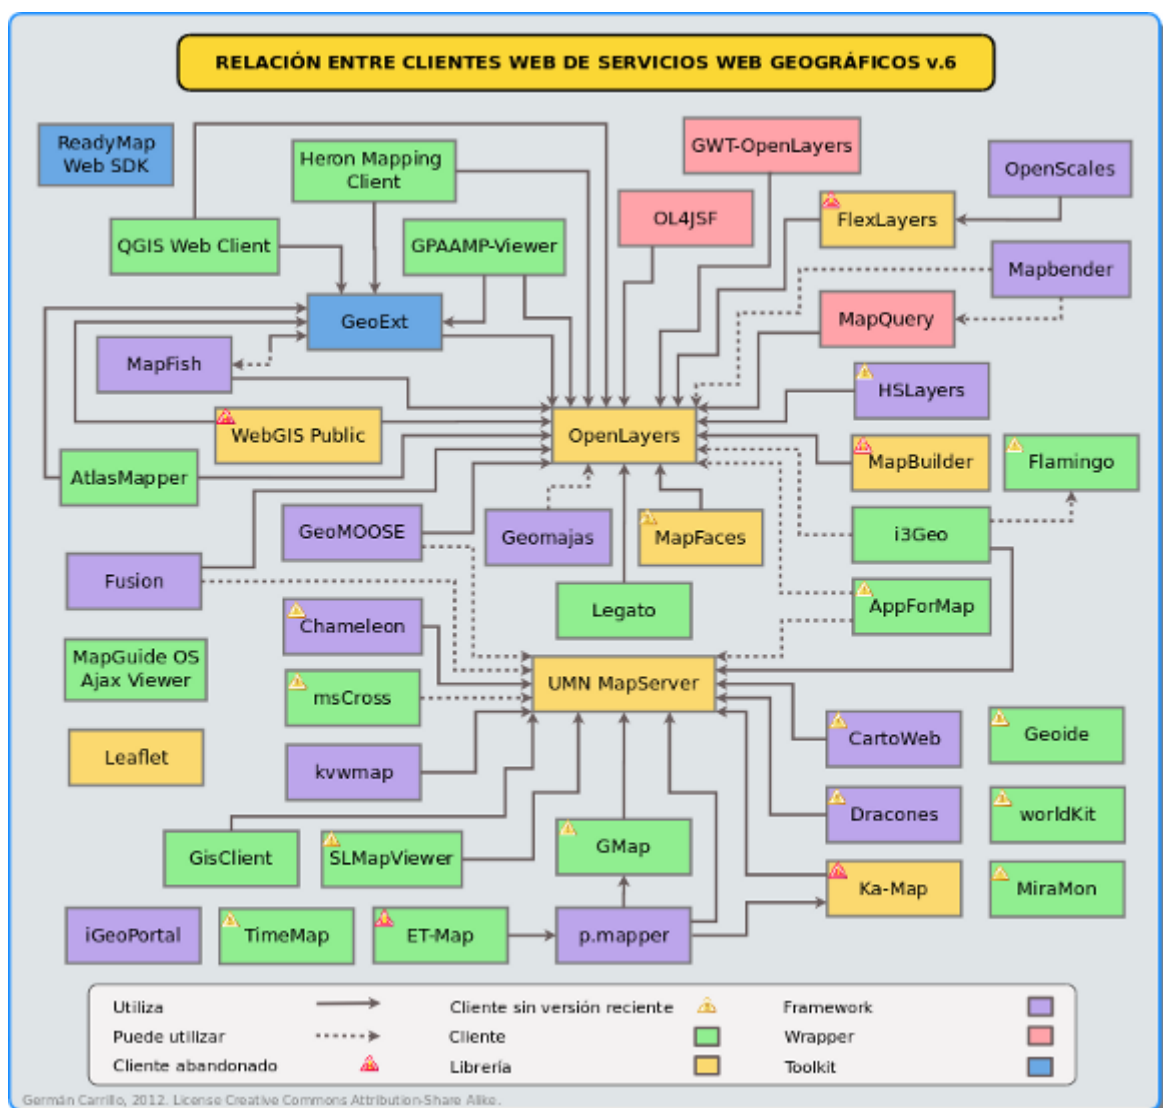 RELACIÓN ENTRE CLIENTES WEB DE SERVICIOS WEB GEOGRÁFICOS v.6
ReadyMap
Web SDK
Heron Mapping
Client
GWT-OpenLayers
OpenScales
OL4JSF
FlexLayers
QGIS Web Client
GPAAMP-Viewer
Mapbender
GeoExt
MapQuery
MapFish
HSLayers
WebGIS Public
OpenLayers
MapBuilder
Flamingo
AtlasMapper
GeoMOOSE
Geomajas
MapFaces
i3Geo
Fusion
Legato
AppForMap
Chameleon
MapGuide OS
Ajax Viewer
msCross
UMN MapServer
Leaflet
kvwmap
CartoWeb
Geoide
Dracones
worldKit
GisClient
SLMapViewer
GMap
Ka-Map
MiraMon
iGeoPortal
TimeMap
ET-Map
p.mapper
Utiliza
Cliente sin versión reciente
Framework
Puede utilizar
Cliente
Wrapper
Cliente abandonado
Librería
Toolkit
Germán Carrillo, 2012. License Creative Commons Attribution-Share Alike.